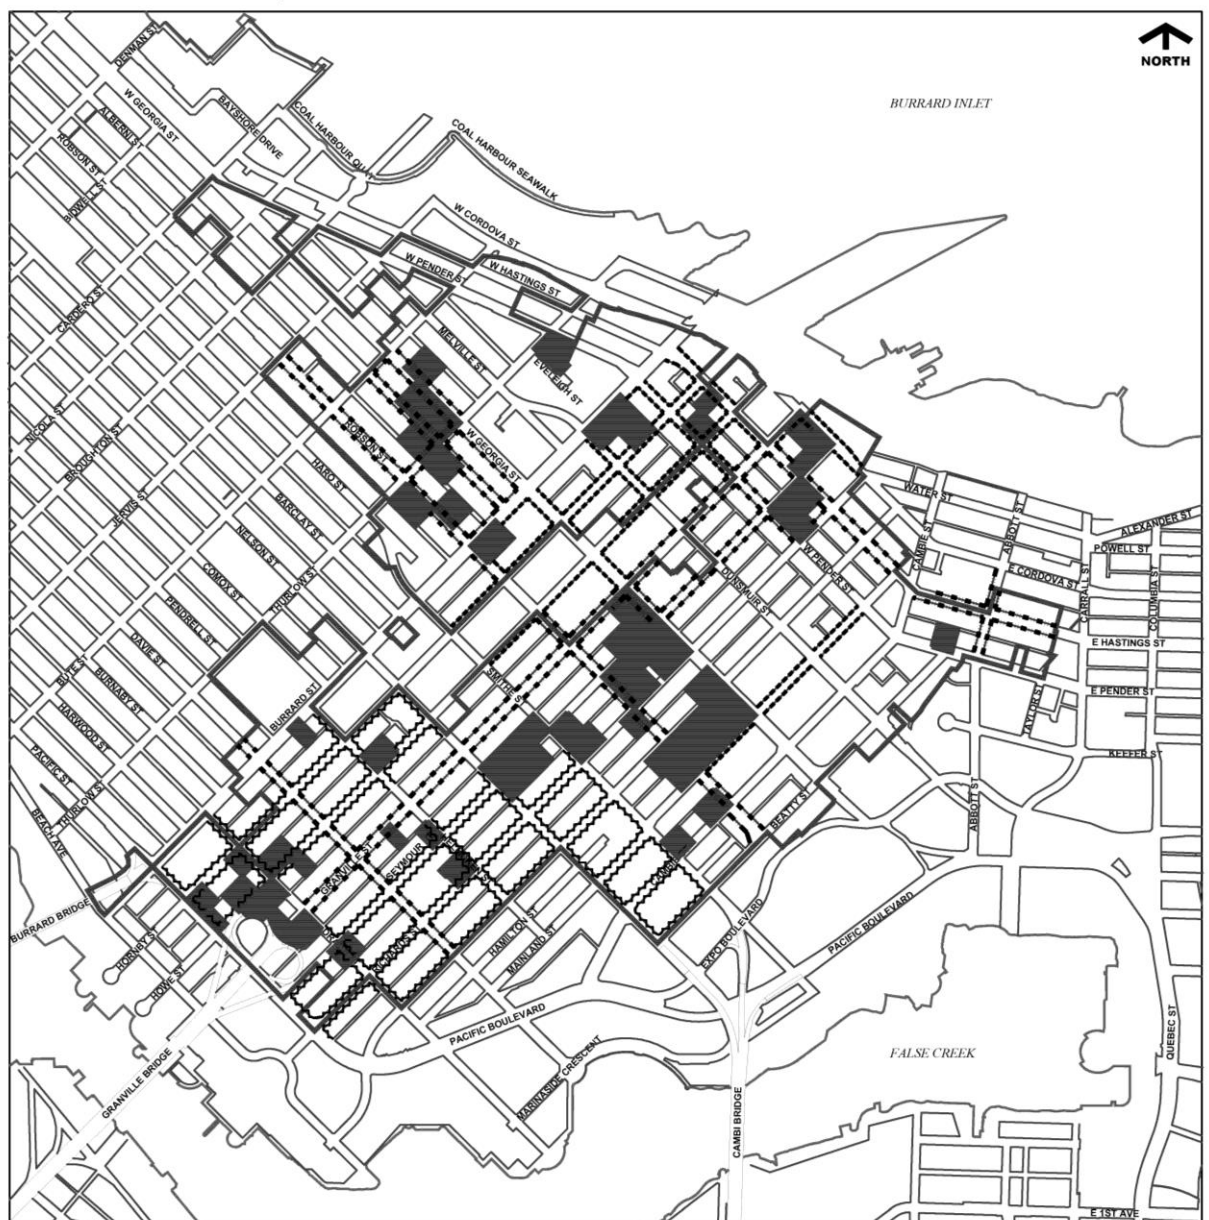 NORTH
BURRARD INLET
DENMAN ST
W GEORGIA ST
BAYSHORE DRIVE
COAL HARBOUR QUAY
COAL HARBOUR SEAWALK
ALBERNI ST
ROBSON ST
BIDWELL ST
W CORDOVA ST
W PENDER ST
W HASTINGS ST
CARDERO ST
MELVILLE ST
EVELEIGH ST
NICOLA ST
BROUGHTON ST
ROBSON ST
W GEORGIA ST
HARO ST
JERVIS ST
BARCLAY ST
NELSON ST
COMOX ST
THURLOW ST
PENDRELL ST
DAVIE ST
BUTE ST
BURNABY ST
HARWOOD ST
PACIFIC ST
THURLOW ST
BEACH AVE
WATER ST
CAMBIE ST
ABBOTT ST
ALEXANDER ST
POWELL ST
E CORDOVA ST
CARRALL ST
COLUMBIA ST
W PENDER ST
DUNSMUIR ST
E HASTINGS ST
E PENDER ST
TAYLOR ST
KEEFER ST
SMITHE S
BURRARD ST
ABBOTT ST
BEATTY ST
GRANVILLE ST
SEYMOUR
RICHARDS ST
HAMILTON S
MAINLAND ST
EXPO BOULEVARD
PACIFIC BOULEVARD
BURRARD BRIDGE
HORNBY S
HOWE S
PACIFIC BOULEVARD
MARINASIDE CRESCENT
GRANVILLE BRIDGE
CAMBI BRIDGE
FALSE CREEK
QUEBEC ST
E 1ST AVE